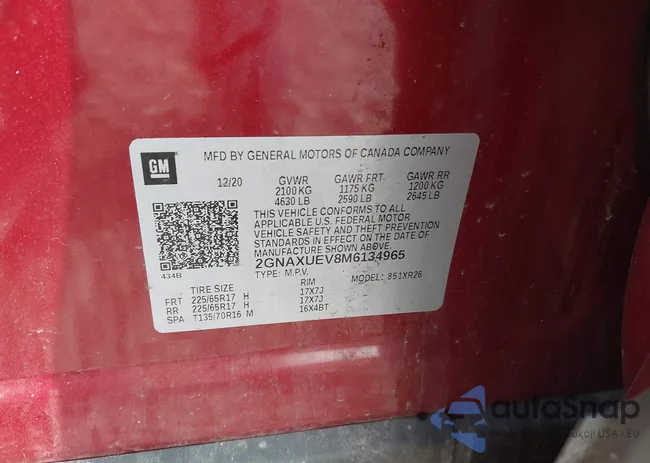 GM
MFD BY GENERAL MOTORS OF CANADA COMPANY
12/20 GVWR GAWR FRT GAWR RR
2100 KG 1175 KG 1200 KG
4630 LB 2590 LB 2645 LB
THIS VEHICLE CONFORMS TO ALL
APPLICABLE U.S. FEDERAL MOTOR
VEHICLE SAFETY AND THEFT PREVENTION
STANDARDS IN EFFECT ON THE DATE OF
MANUFACTURE SHOWN ABOVE.
434B
2GNAXUEV8M6134965
TYPE: M.P.V. MODEL: 851XR26
TIRE SIZE RIM
FRT 225/65R17 H 17X7J
RR 225/65R17 H 17X7J
SPA T135/70R16 M 16X4BT
autoSnap
ukcji USA i EU